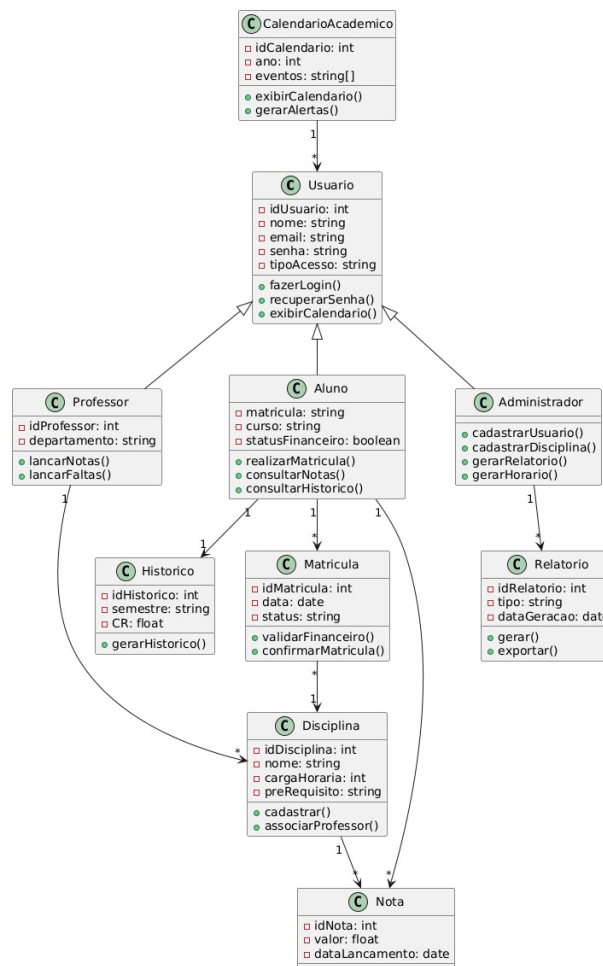 C CalendarioAcademico
idCalendario: int
ano: int
eventos: string[]
exibirCalendario()
gerarAlertas()
1
*
C Usuario
idUsuario: int
nome: string
email: string
senha: string
tipoAcesso: string
fazerLogin()
recuperarSenha()
exibirCalendario()
C Professor
idProfessor: int
departamento: string
lancarNotas()
lancarFaltas()
C Aluno
matricula: string
curso: string
statusFinanceiro: boolean
realizarMatricula()
consultarNotas()
consultarHistorico()
C Administrador
cadastrarUsuario()
cadastrarDisciplina()
gerarRelatorio()
gerarHorario()
1
1
1
1
1
1
*
*
C Historico
idHistorico: int
semestre: string
CR: float
gerarHistorico()
C Matricula
idMatricula: int
data: date
status: string
validarFinanceiro()
confirmarMatricula()
C Relatorio
idRelatorio: int
tipo: string
dataGeracao: dat
gerar()
exportar()
*
1
*
C Disciplina
idDisciplina: int
nome: string
cargaHoraria: int
preRequisito: string
cadastrar()
associarProfessor()
1
*
*
C Nota
idNota: int
valor: float
dataLancamento: date